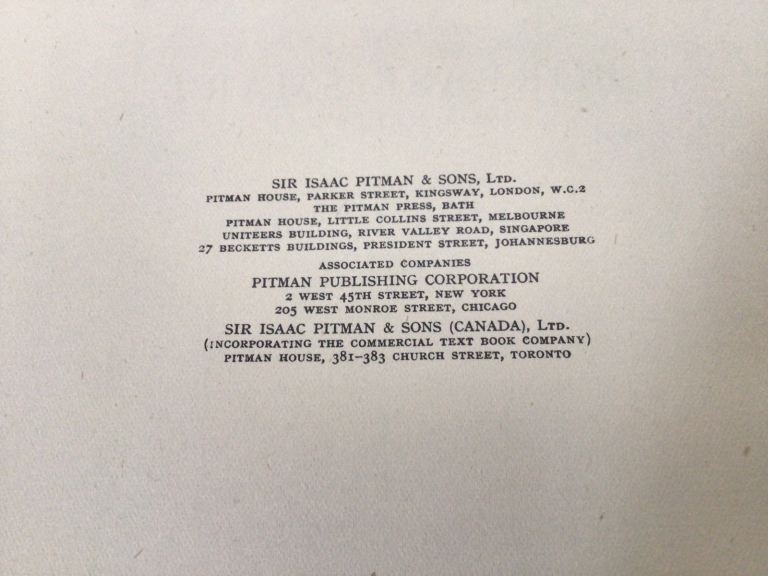 SIR ISAAC PITMAN & SONS, LTD.
PITMAN HOUSE, PARKER STREET, KINGSWAY, LONDON, W.C.2
THE PITMAN PRESS, BATH
PITMAN HOUSE, LITTLE COLLINS STREET, MELBOURNE
UNITEERS BUILDING, RIVER VALLEY ROAD, SINGAPORE
27 BECKETTS BUILDINGS, PRESIDENT STREET, JOHANNESBURG
ASSOCIATED COMPANIES
PITMAN PUBLISHING CORPORATION
2 WEST 45TH STREET, NEW YORK
205 WEST MONROE STREET, CHICAGO
SIR ISAAC PITMAN & SONS (CANADA), LTD.
(INCORPORATING THE COMMERCIAL TEXT BOOK COMPANY)
PITMAN HOUSE, 381–383 CHURCH STREET, TORONTO